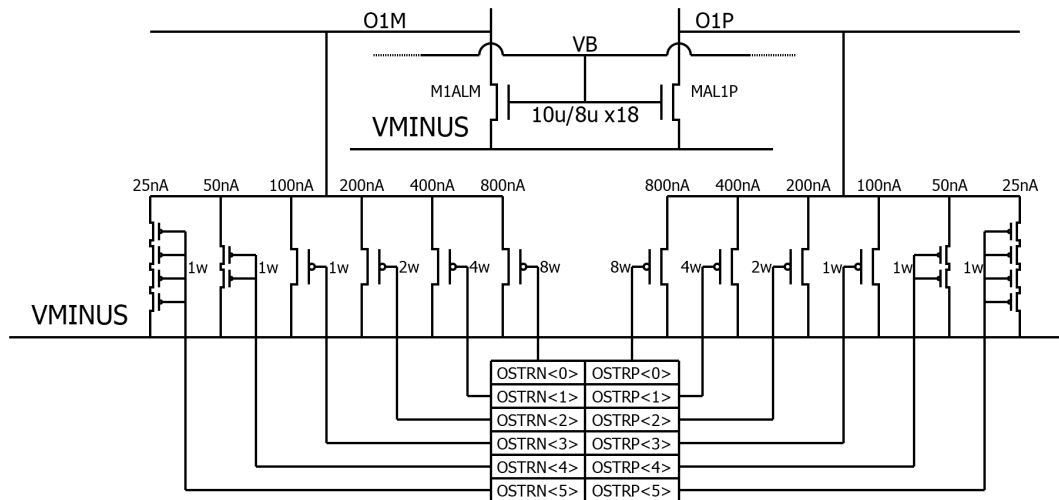 O1M O1P
VB
M1ALM MAL1P
10u/8u x18
VMINUS
25nA 50nA 100nA 200nA 400nA 800nA 800nA 400nA 200nA 100nA 50nA 25nA
1w 1w 1w 2w 4w 8w 8w 4w 2w 1w 1w 1w
VMINUS
OSTRN<0> OSTRP<0>
OSTRN<1> OSTRP<1>
OSTRN<2> OSTRP<2>
OSTRN<3> OSTRP<3>
OSTRN<4> OSTRP<4>
OSTRN<5> OSTRP<5>